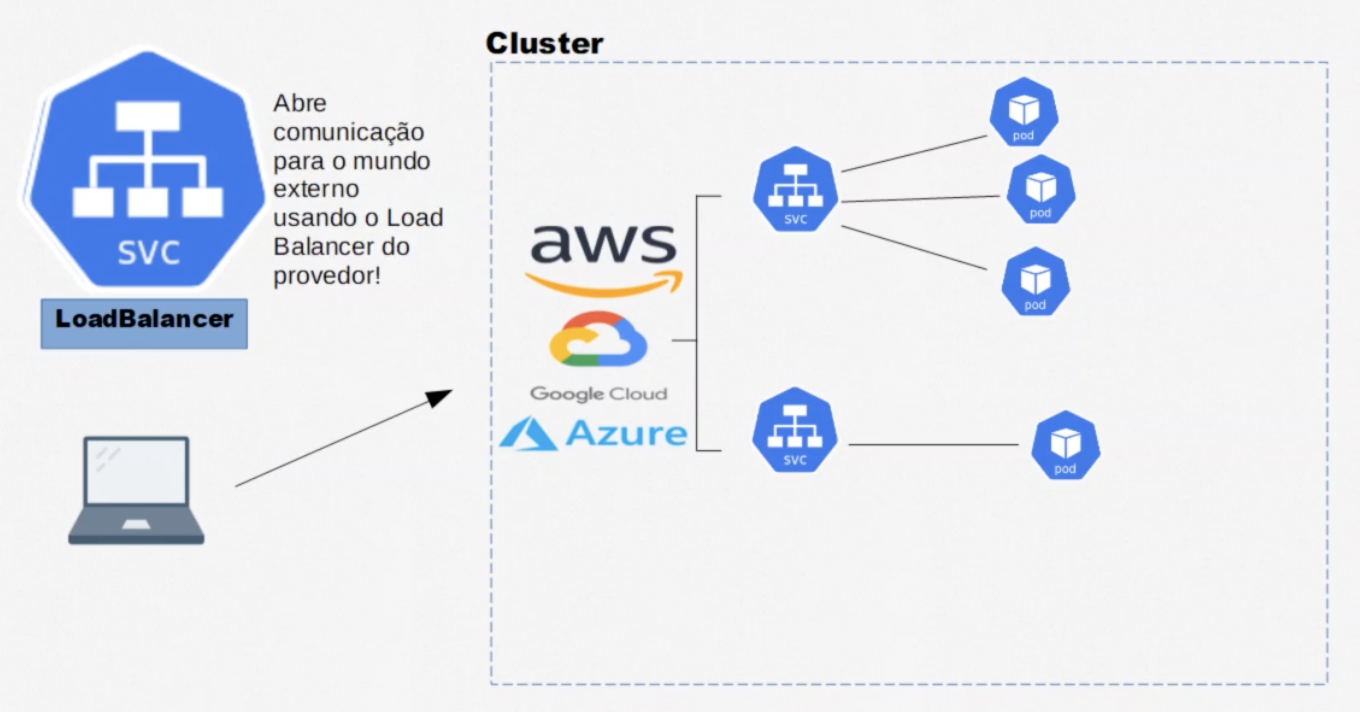 Cluster
Abre
comunicação
para o mundo
externo
usando o Load
Balancer do
provedor!
svc
LoadBalancer
aws
Google Cloud
Azure
svc
pod
pod
pod
svc
pod